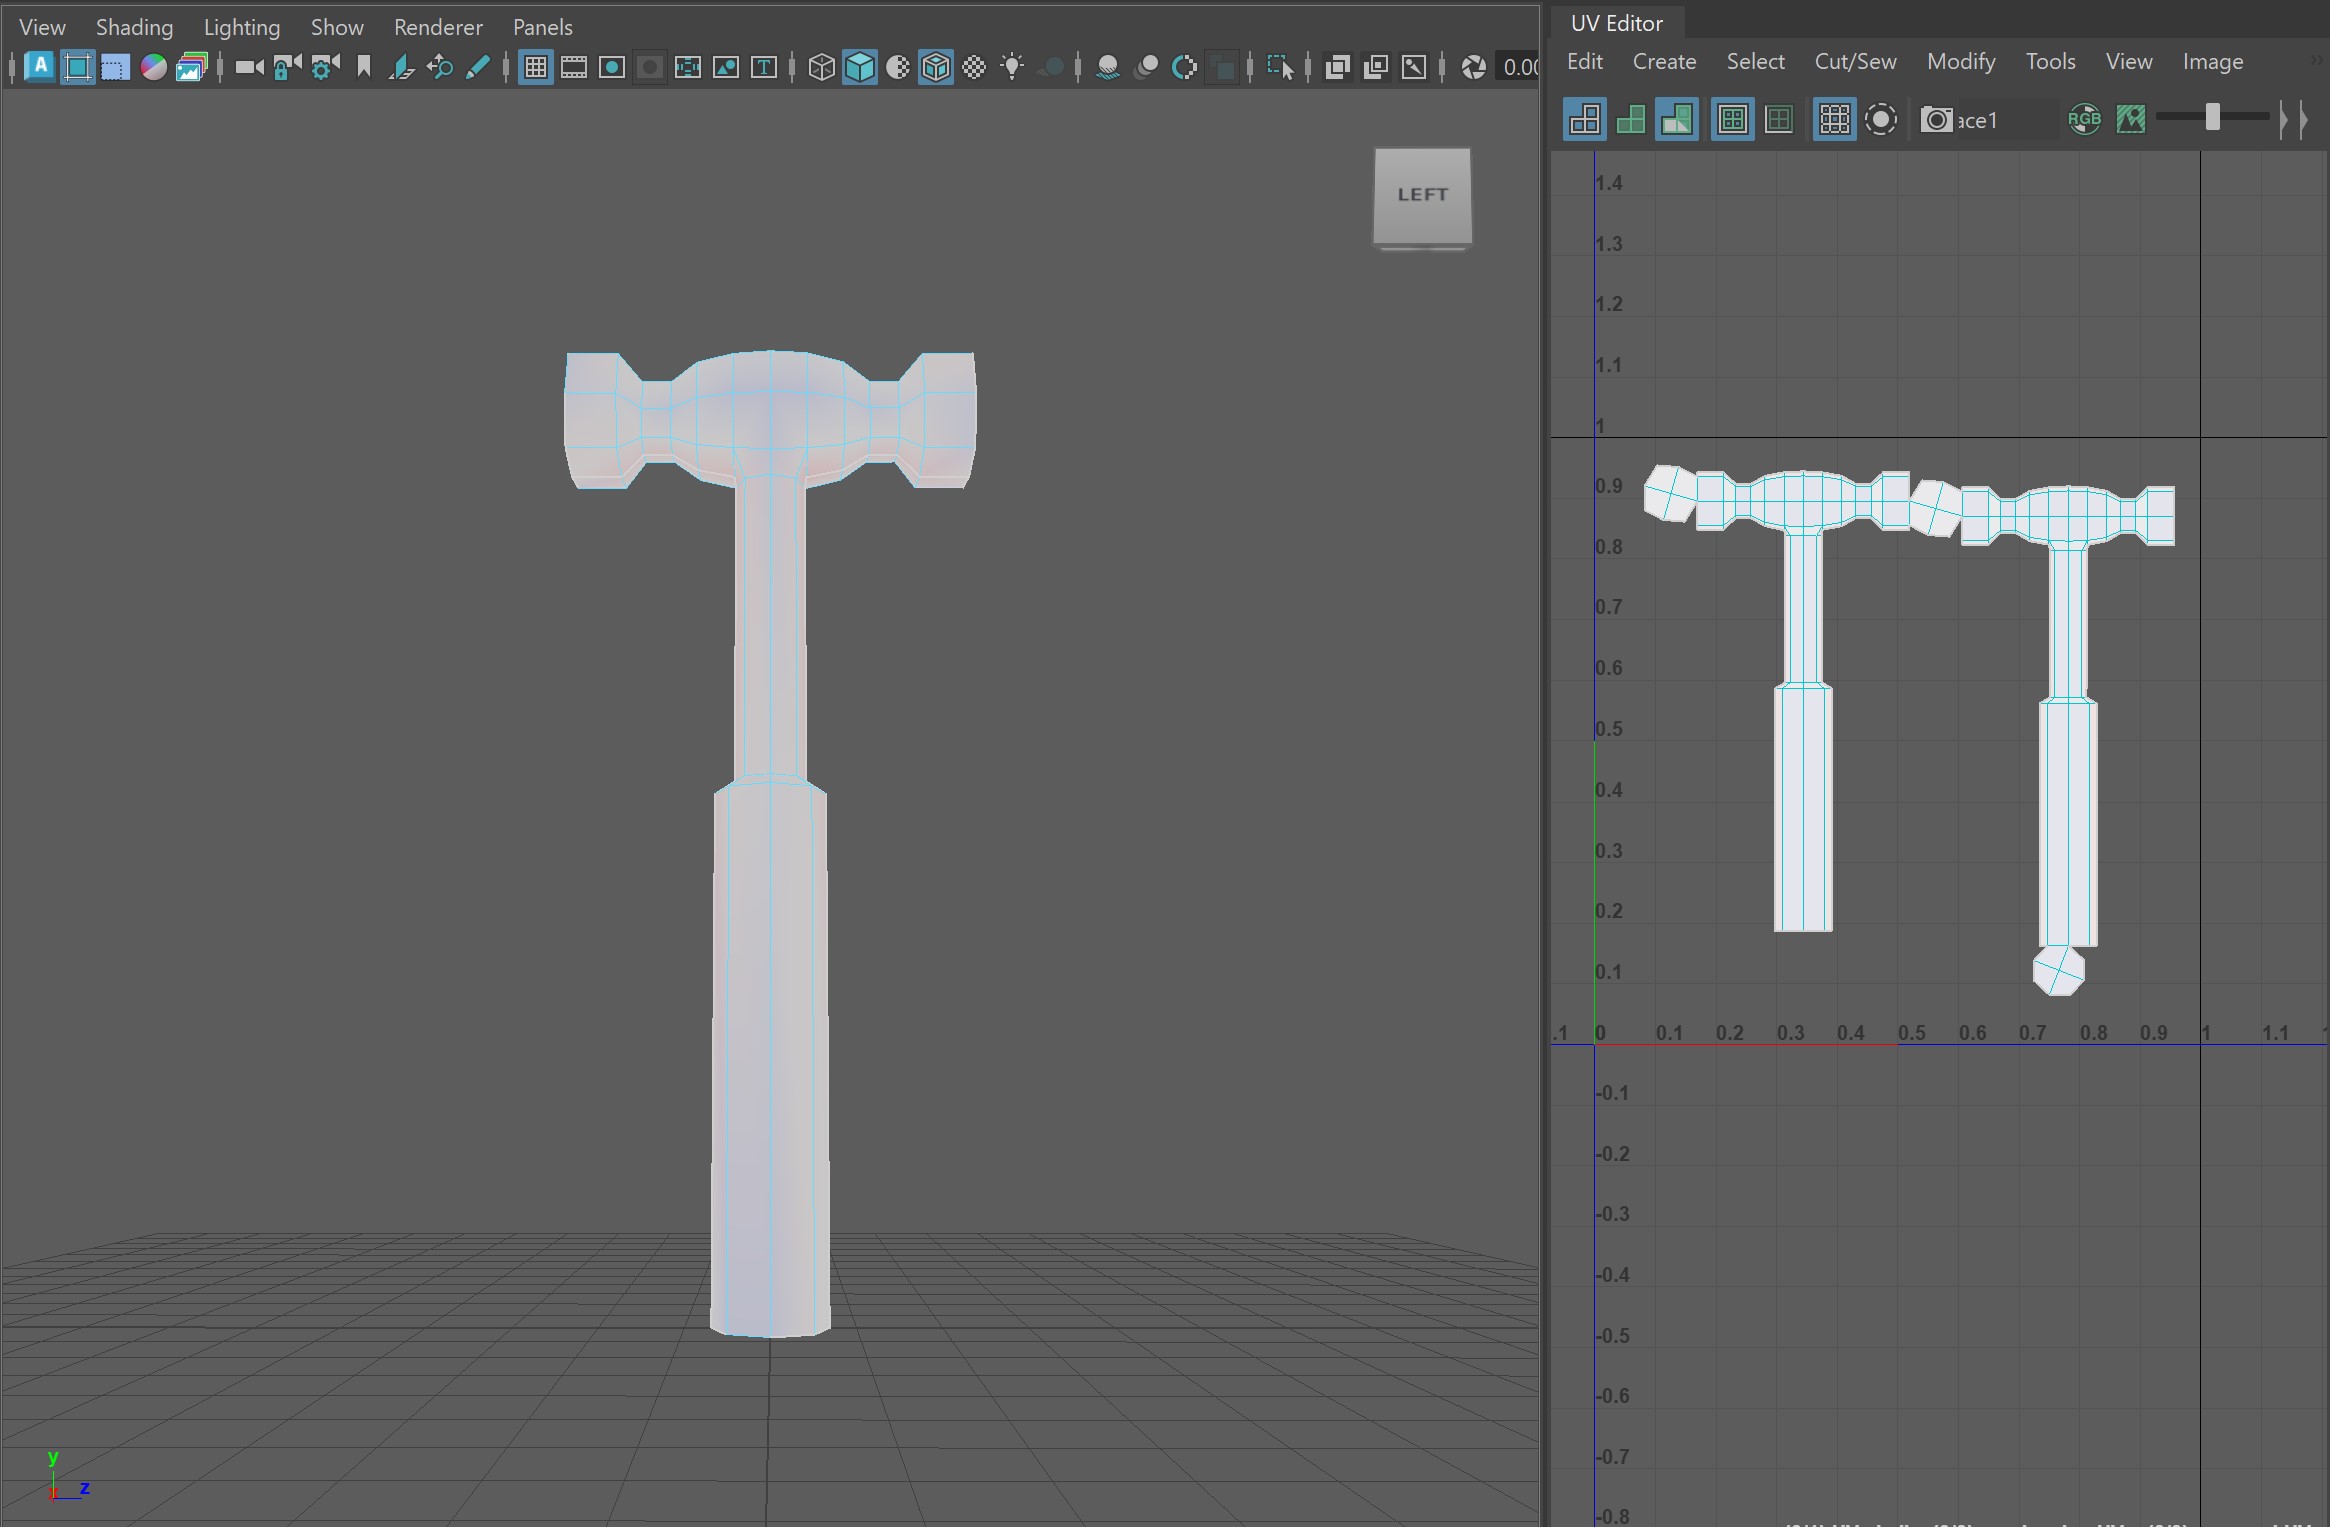 View Shading Lighting Show Renderer Panels
A
T
0.00
LEFT
y
x z
UV Editor
Edit Create Select Cut/Sew Modify Tools View Image
ace1
RGB
1.4
1.3
1.2
1.1
1
0.9
0.8
0.7
0.6
0.5
0.4
0.3
0.2
0.1
.1 0 0.1 0.2 0.3 0.4 0.5 0.6 0.7 0.8 0.9 1 1.1
-0.1
-0.2
-0.3
-0.4
-0.5
-0.6
-0.7
-0.8